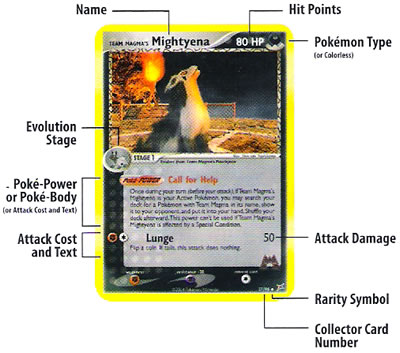 Name
Hit Points
TEAM MAGMA'S Mightyena 80 HP
Pokémon Type
(or Colorless)
Evolution
Stage
STAGE 1
Evolves from Team Magma's Poochyena
- Poké-Power
or Poké-Body
(or Attack Cost and Text)
POKé-POWER Call for Help
Once during your turn (before your attack), if Team Magma's
Mightyena is your Active Pokémon, you may search your
deck for a Pokémon with Team Magma in its name, show
it to your opponent, and put it into your hand. Shuffle your
deck afterward. This power can't be used if Team Magma's
Mightyena is affected by a Special Condition.
Attack Cost
and Text
Lunge 50
Flip a coin. If tails, this attack does nothing.
Attack Damage
weakness resistance -30 retreat cost
Rarity Symbol
Collector Card
Number